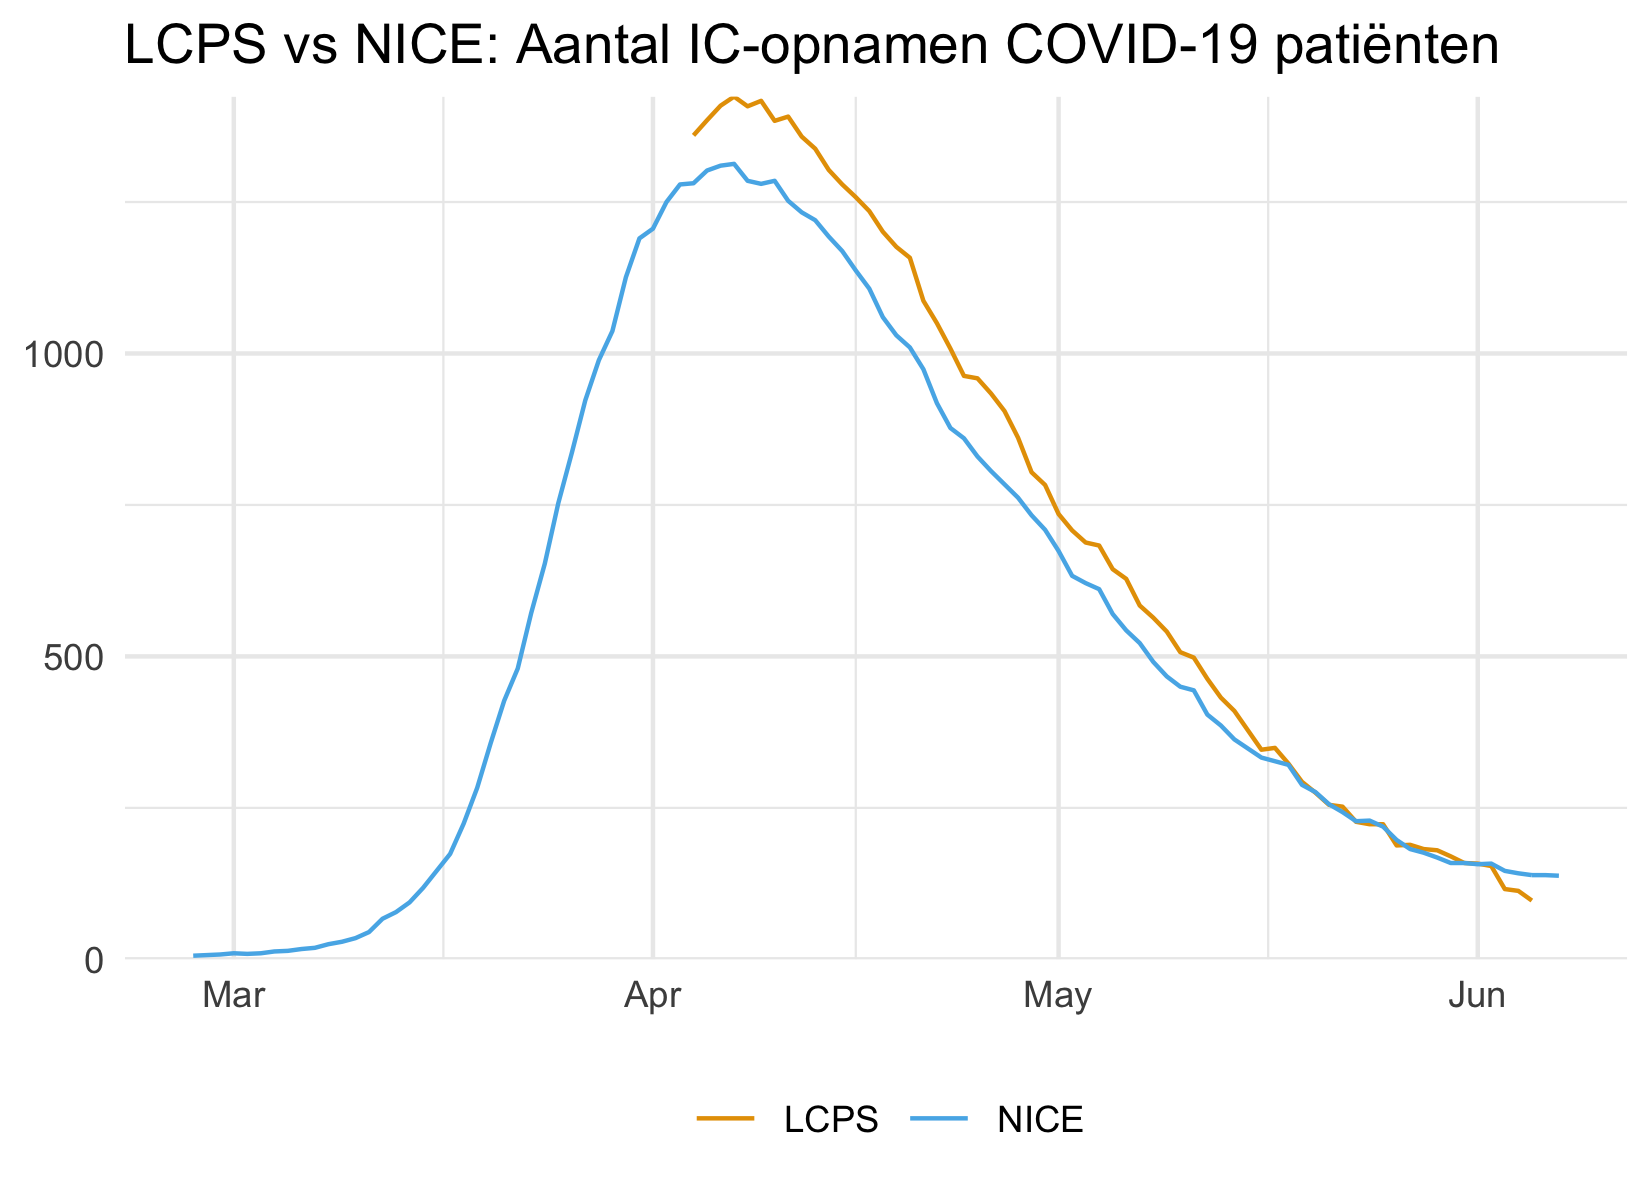 LCPS vs NICE: Aantal IC-opnamen COVID-19 patiënten
1000
500
0
Mar Apr May Jun
LCPS NICE